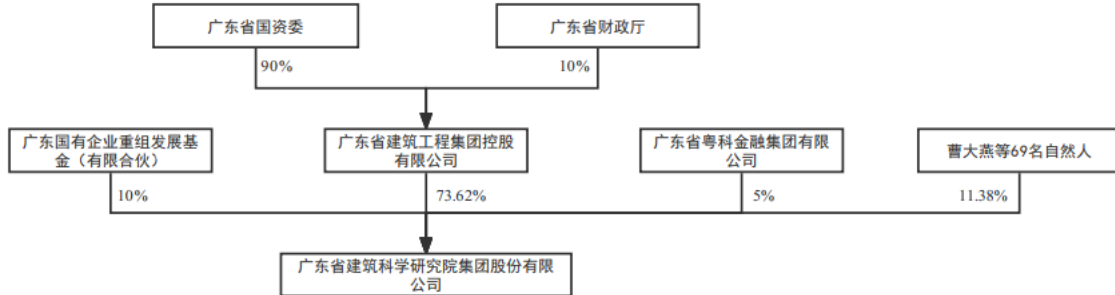 广东省国资委
广东省财政厅
90%
10%
广东国有企业重组发展基
金（有限合伙）
广东省建筑工程集团控股
有限公司
广东省粤科金融集团有限
公司
曹大燕等69名自然人
10%
73.62%
5%
11.38%
广东省建筑科学研究院集团股份有限
公司